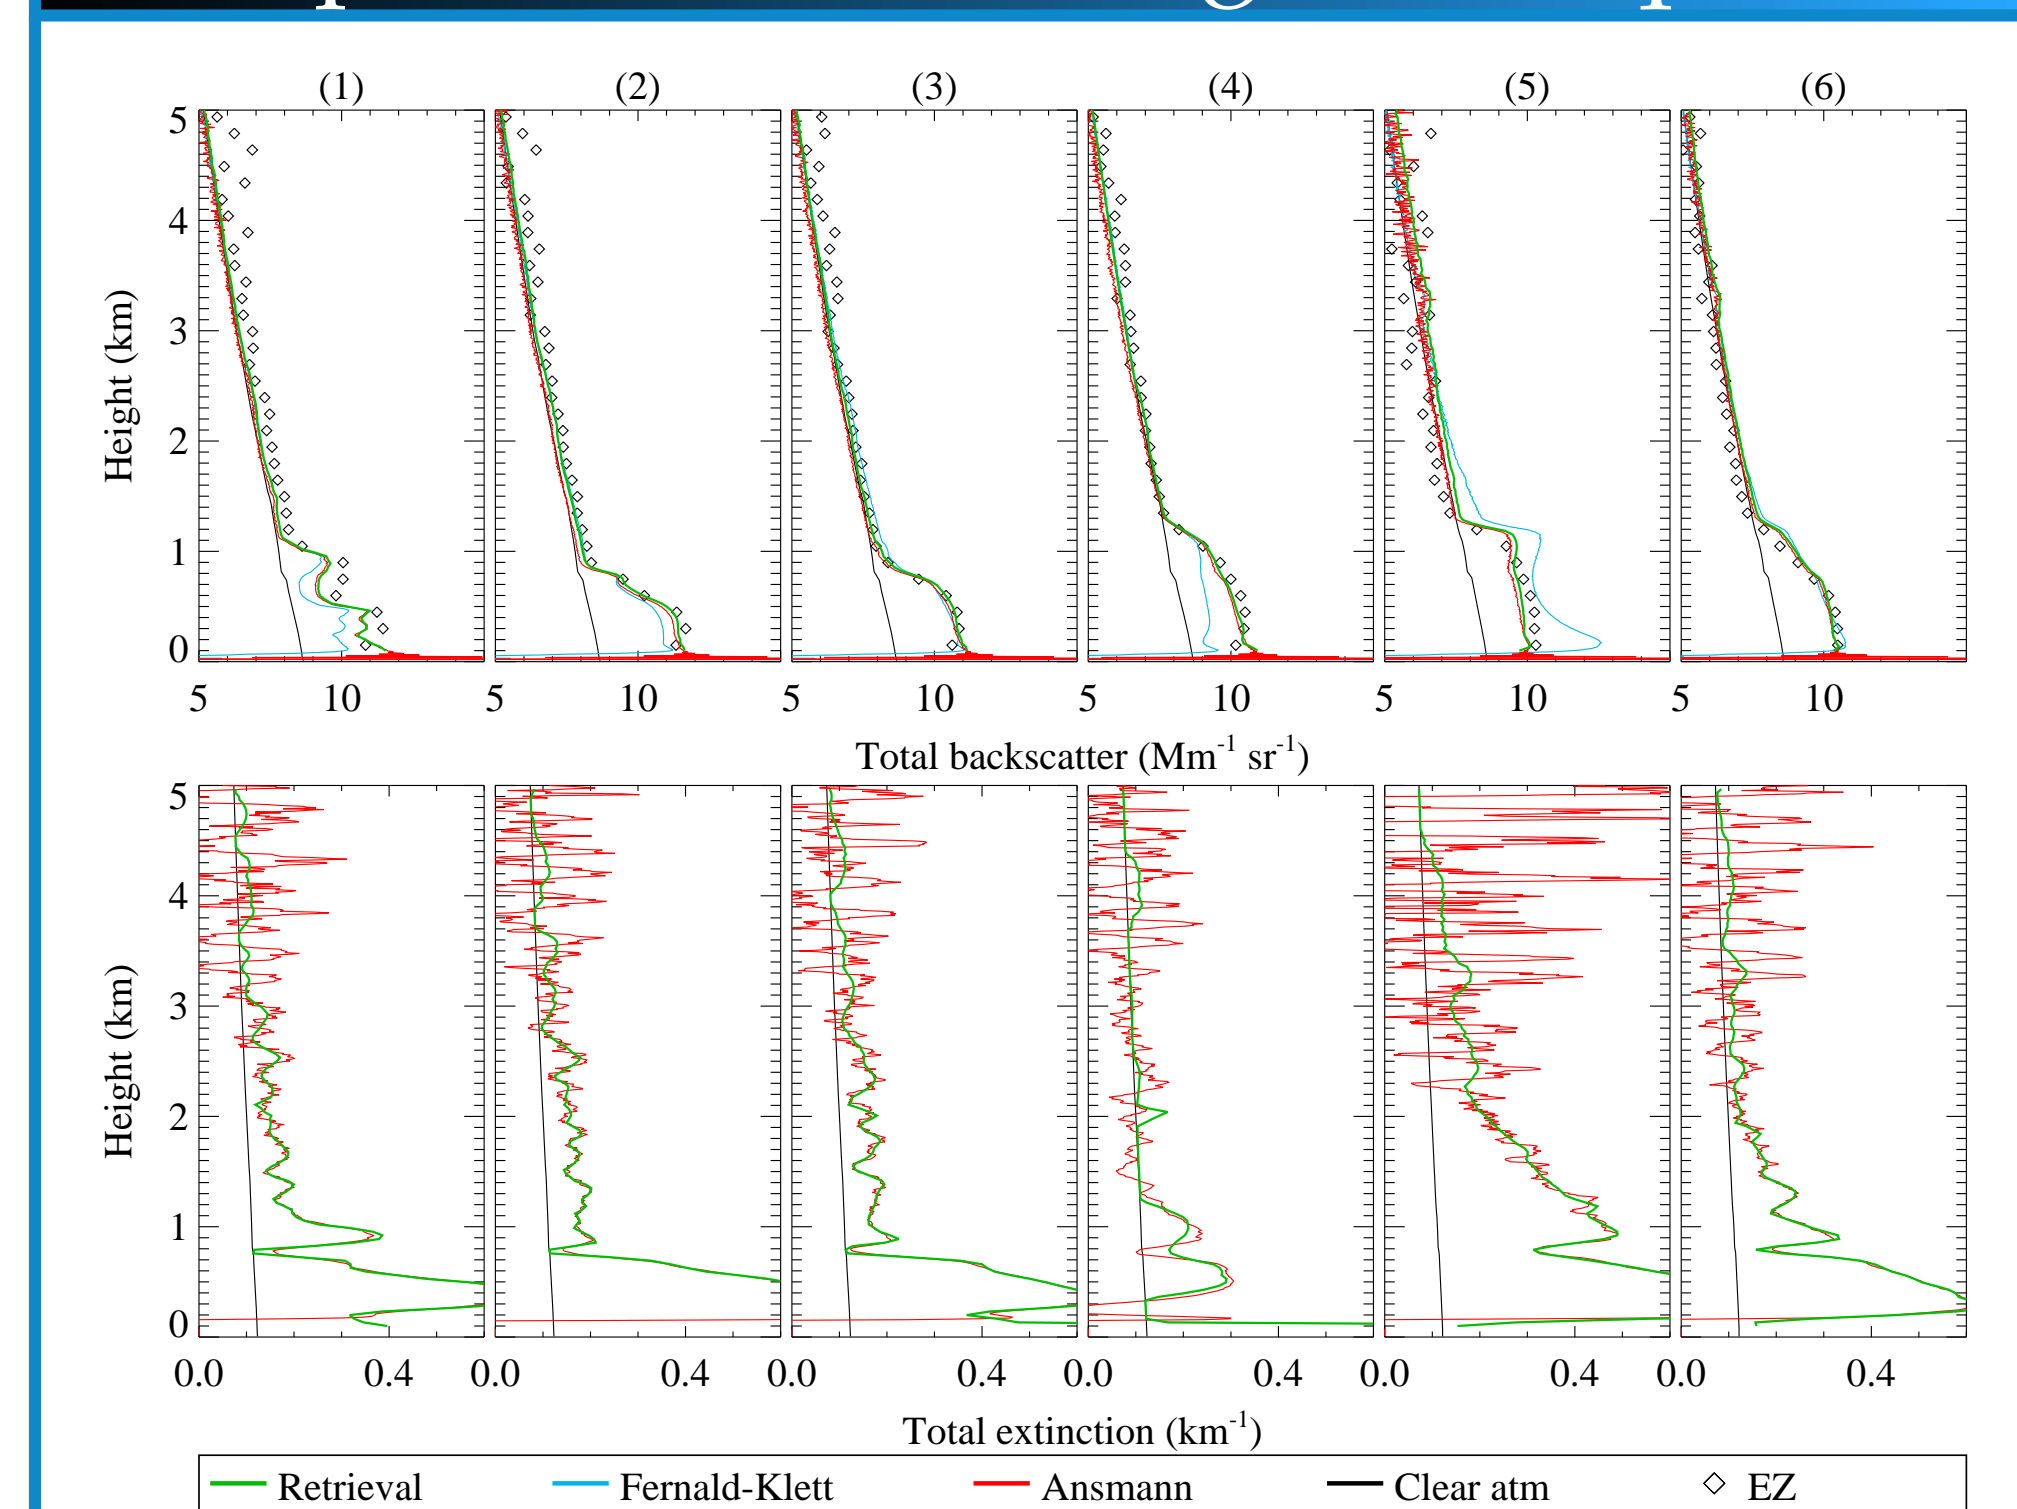 (1) (2) (3) (4) (5) (6)
Height (km)
5
4
3
2
1
0
5 10 5 10 5 10 5 10 5 10 5 10
Total backscatter (Mm-1 sr-1)
Height (km)
5
4
3
2
1
0
0.0 0.4 0.0 0.4 0.0 0.4 0.0 0.4 0.0 0.4 0.0 0.4
Total extinction (km-1)
Retrieval Fernald-Klett Ansmann Clear atm EZ